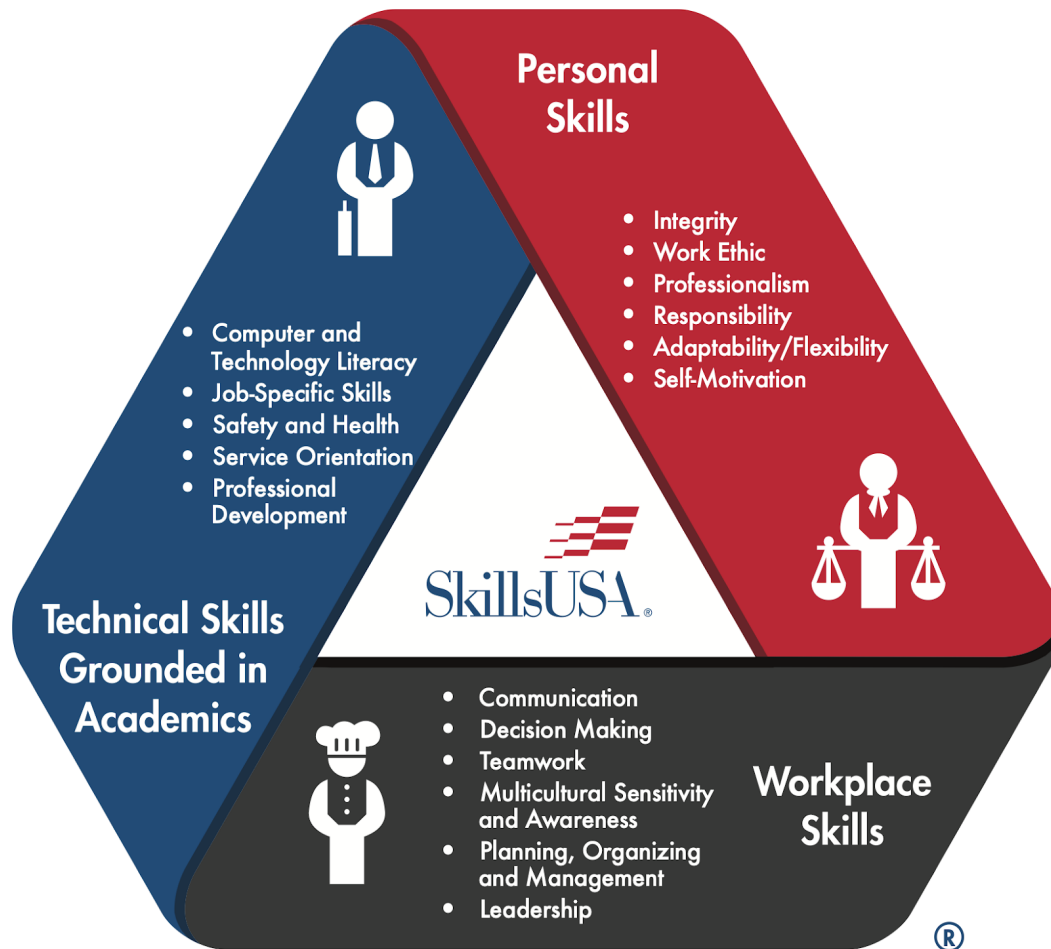 Personal
Skills
• Integrity
• Work Ethic
• Professionalism
• Responsibility
• Adaptability/Flexibility
• Self-Motivation
• Computer and
Technology Literacy
• Job-Specific Skills
• Safety and Health
• Service Orientation
• Professional
Development
Technical Skills
Grounded in
Academics
SkillsUSA®
• Communication
• Decision Making
• Teamwork
• Multicultural Sensitivity
and Awareness
• Planning, Organizing
and Management
• Leadership
Workplace
Skills
®